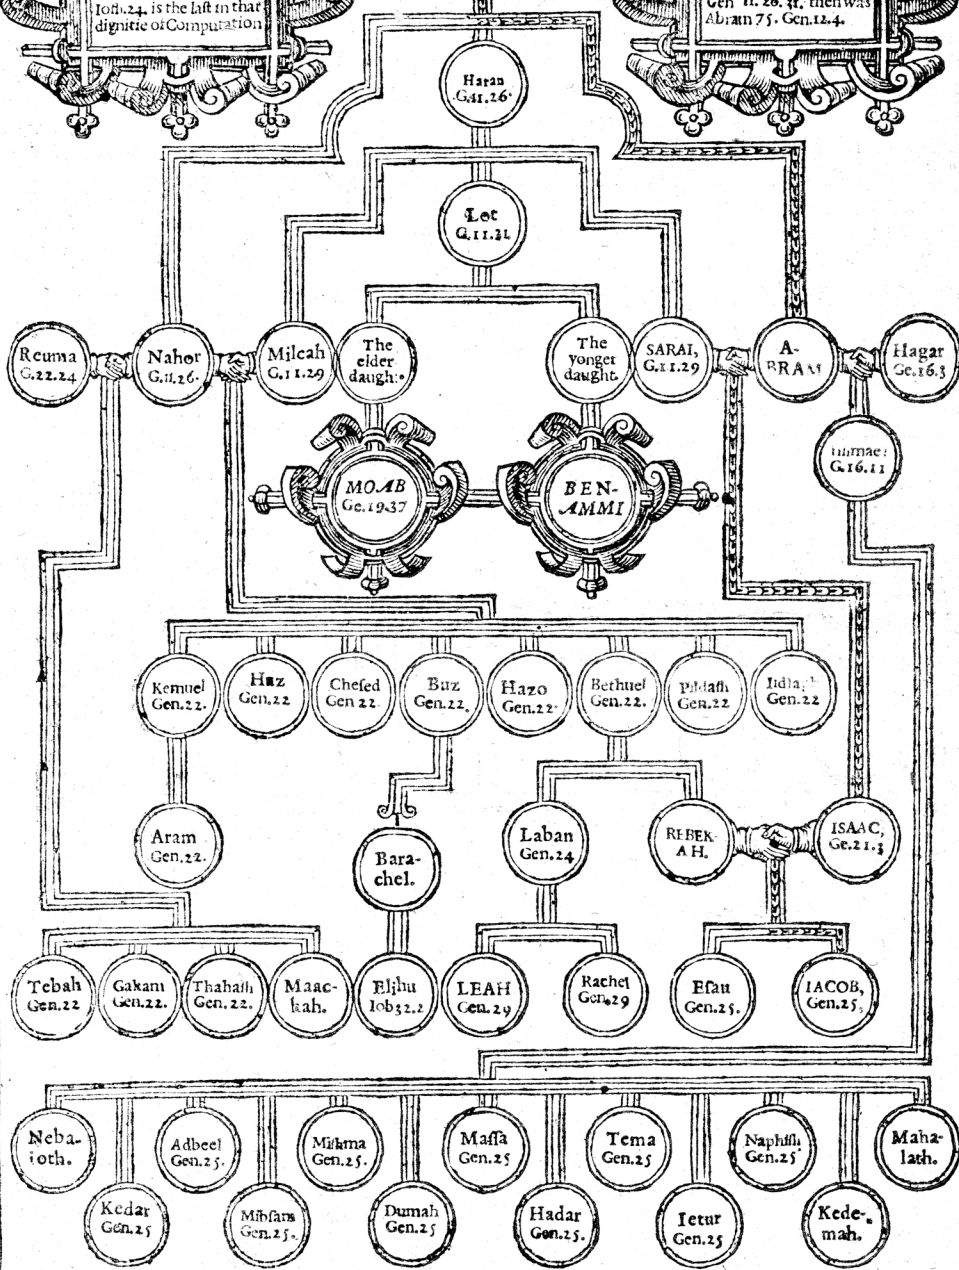 Ioſh.24. is the laſt in that
dignitie of Computation
Gen 11. 26. 31. then was
Abram 75. Gen.12.4.
Haran
G.11.26.
Lot
G.11.31
Reuma
G.22.24
Nahor
G.11.26.
Milcah
G.11.29
The
elder
daugh:
The
yonger
daught.
SARAI,
G.11.29
A-
BRAM
Hagar
Ge.16.3
MOAB
Ge.19.37
BEN-
AMMI
G.16.11
Kemuel
Gen.22.
Huz
Gen.22
Cheſed
Gen 22.
Buz
Gen.22.
Hazo
Gen.22.
Bethuel
Gen.22.
Pildaſh
Gen.22
Iidlaph
Gen.22
Aram
Gen.22.
Bara-
chel.
Laban
Gen.24
REBEK-
AH.
ISAAC,
Ge.21.3
Tebah
Gen.22
Gaham
Gen.22.
Thahaſh
Gen.22.
Maac-
kah.
Elihu
Iob32.2
LEAH
Gen.29
Rachel
Gen.29
Eſau
Gen.25.
IACOB,
Gen.25.
Neba-
ioth.
Kedar
Gen.25
Adbeel
Gen.25.
Mibſam
Gen.25.
Miſhma
Gen.25.
Dumah
Gen.25
Maſſa
Gen.25
Hadar
Gen.25.
Tema
Gen.25
Ietur
Gen.25
Naphiſh
Gen.25
Kede-
mah.
Maha-
lath.